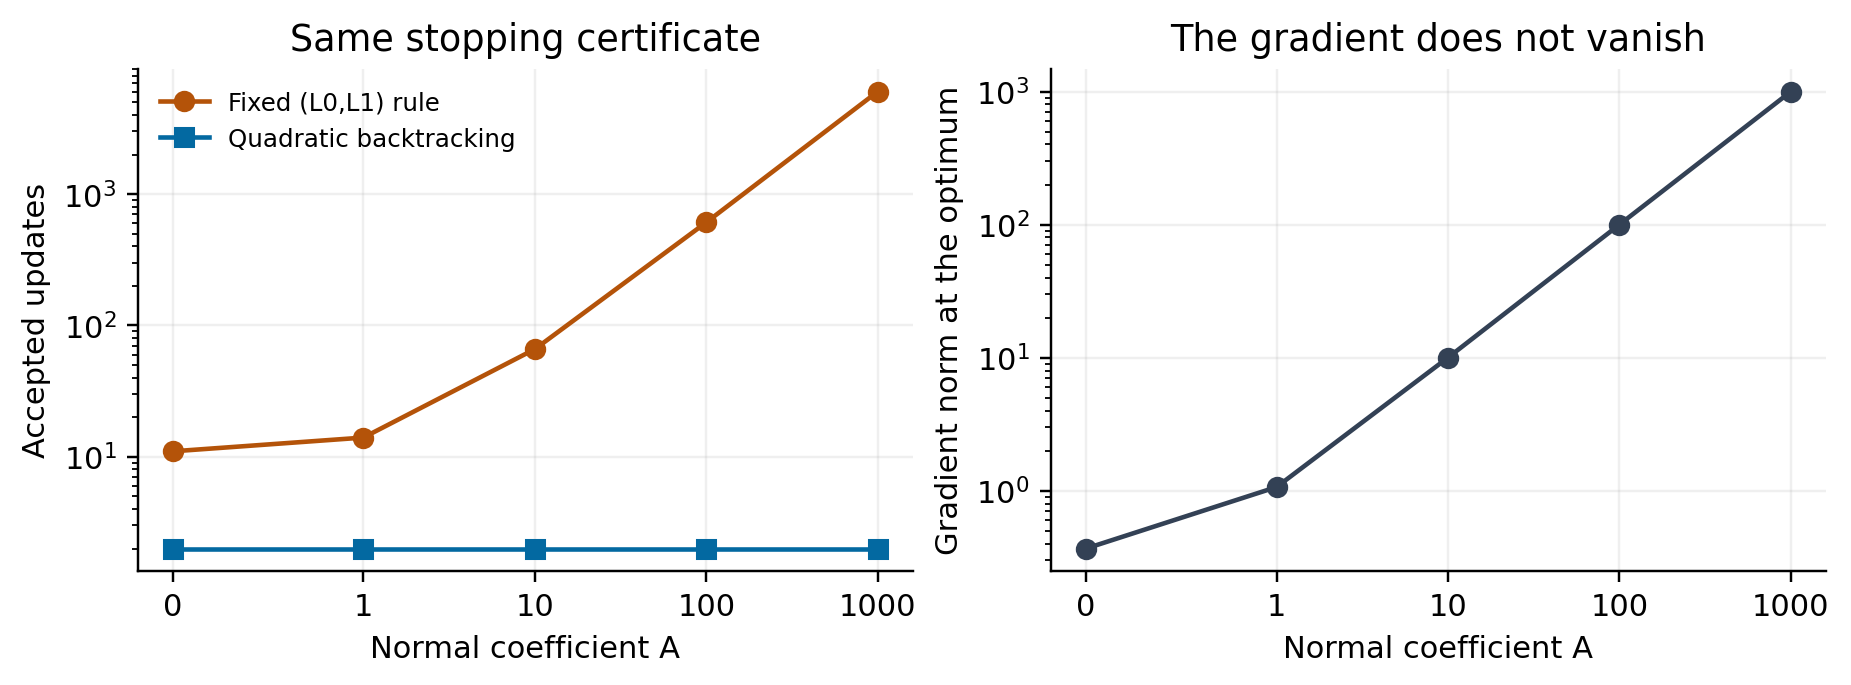 Same stopping certificate
Fixed (L0,L1) rule
Quadratic backtracking
Accepted updates
10³
10²
10¹
0 1 10 100 1000
Normal coefficient A
The gradient does not vanish
Gradient norm at the optimum
10³
10²
10¹
10⁰
0 1 10 100 1000
Normal coefficient A